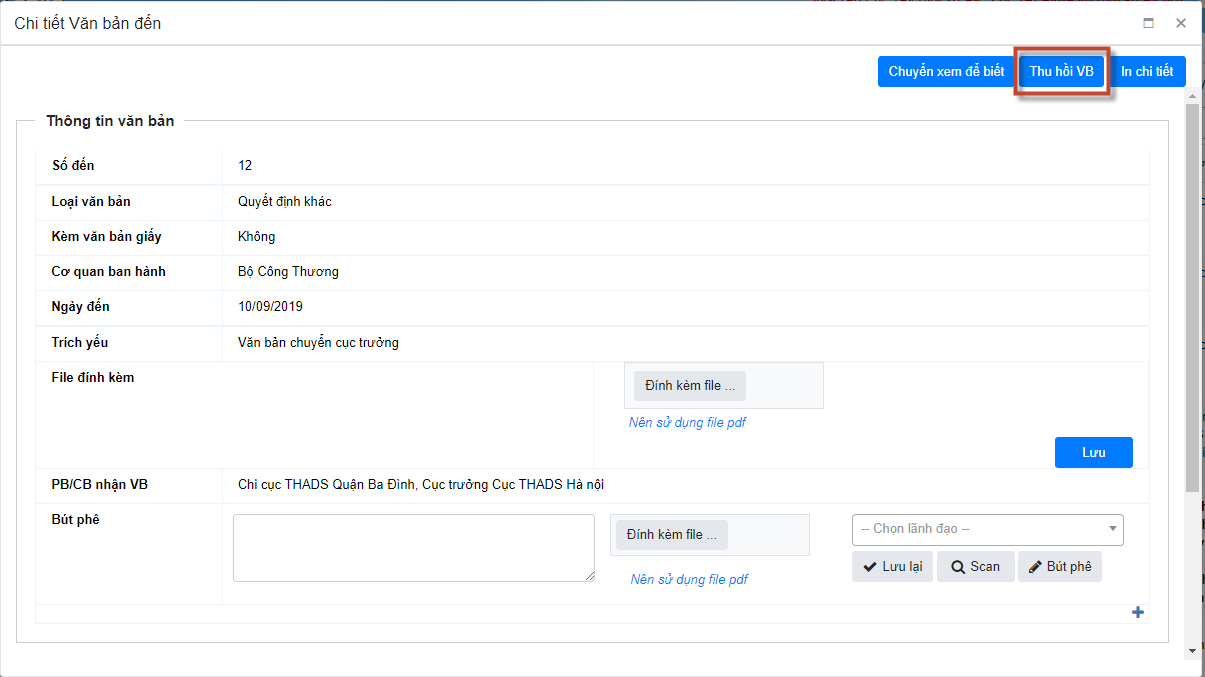 Chi tiết Văn bản đến
Chuyển xem để biết
Thu hồi VB
In chi tiết
Thông tin văn bản
Số đến 12
Loại văn bản Quyết định khác
Kèm văn bản giấy Không
Cơ quan ban hành Bộ Công Thương
Ngày đến 10/09/2019
Trích yếu Văn bản chuyển cục trưởng
File đính kèm Đính kèm file ...
Nên sử dụng file pdf
Lưu
PB/CB nhận VB Chi cục THADS Quận Ba Đình, Cục trưởng Cục THADS Hà nội
Bút phê Đính kèm file ... -- Chọn lãnh đạo --
Nên sử dụng file pdf Lưu lại Scan Bút phê